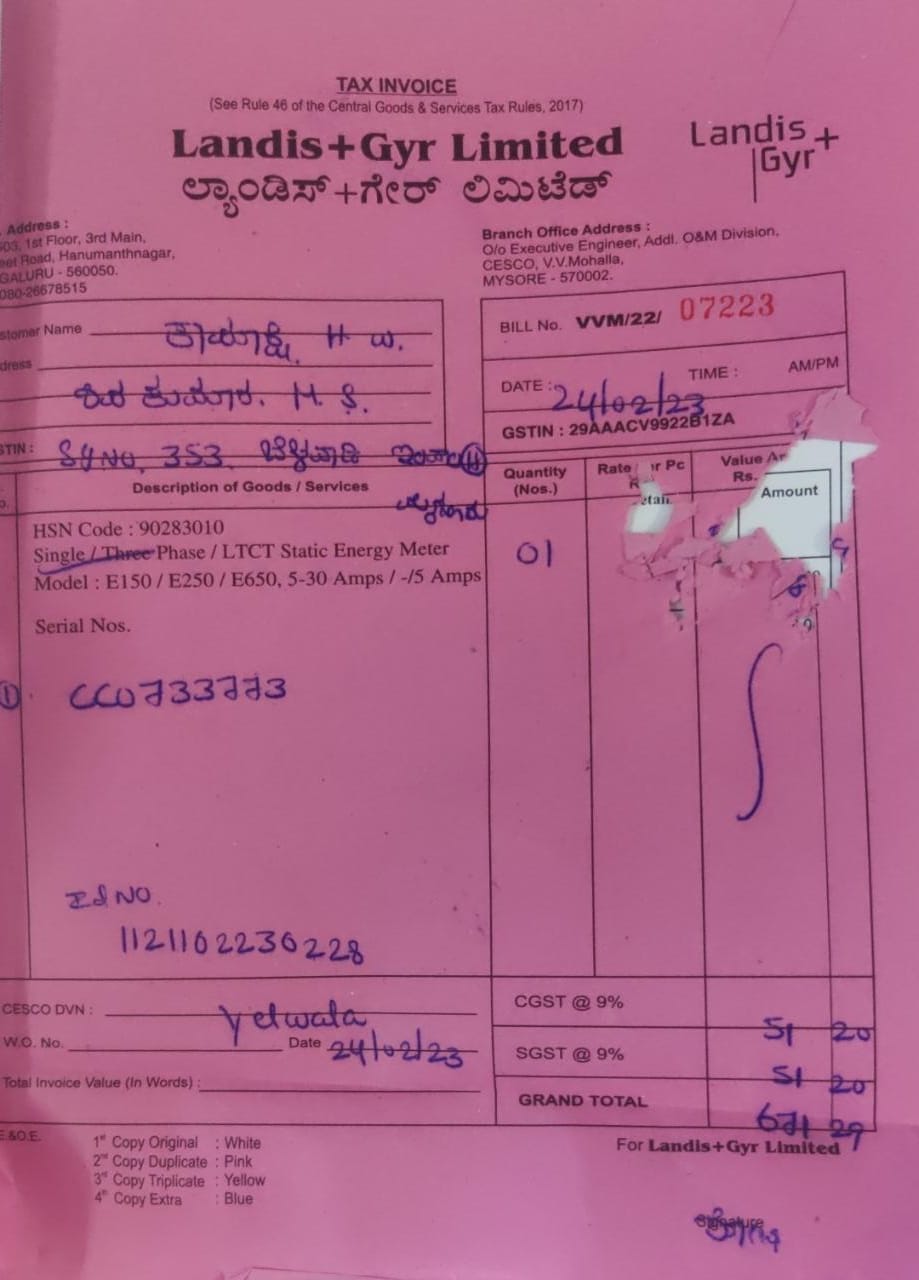 TAX INVOICE
(See Rule 46 of the Central Goods & Services Tax Rules, 2017)
Landis+Gyr Limited
Landis+
Gyr
ಲ್ಯಾಂಡಿಸ್+ಗೇರ್ ಲಿಮಿಟೆಡ್
Address :
1st Floor, 3rd Main,
Road, Hanumanthnagar,
GALURU - 560050.
080-26678515
Branch Office Address :
O/o Executive Engineer, Addl. O&M Division,
CESCO, V.V.Mohalla,
MYSORE - 570002.
stomer Name H
dress
ಶಿವ ಕುಮಾರ. H. S.
STIN : Sy No, 353
BILL No. VVM/22/ 07223
DATE : 24/02/23 TIME : AM/PM
GSTIN : 29AAACV9922B1ZA
Description of Goods / Services
Quantity
(Nos.)
Rate
Value
Rs.
Amount
HSN Code : 90283010
Single / Three Phase / LTCT Static Energy Meter
Model : E150 / E250 / E650, 5-30 Amps / -/5 Amps
01
Serial Nos.
① CC0733773
Id NO.
1121102230228
CESCO DVN : Yelwala
W.O. No. Date 24/02/23
Total Invoice Value (In Words) :
CGST @ 9% 51 20
SGST @ 9% 51 20
GRAND TOTAL 671 29
E.&O.E.
1st Copy Original : White
2nd Copy Duplicate : Pink
3rd Copy Triplicate : Yellow
4th Copy Extra : Blue
For Landis+Gyr Limited
Signature